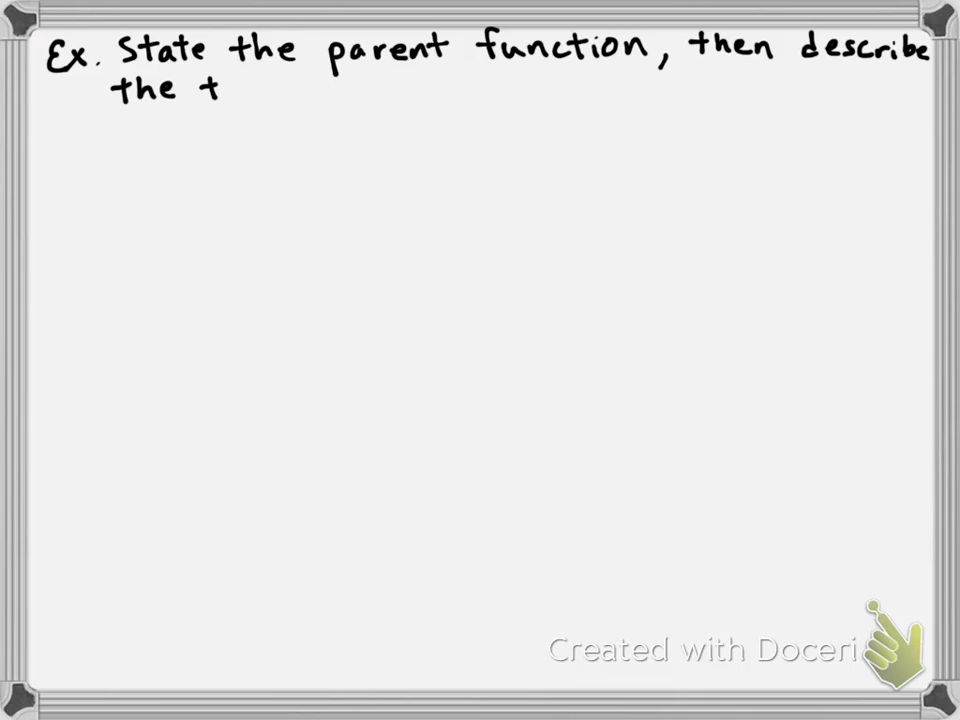 Ex. State the parent function, then describe
the t
Created with Doceri